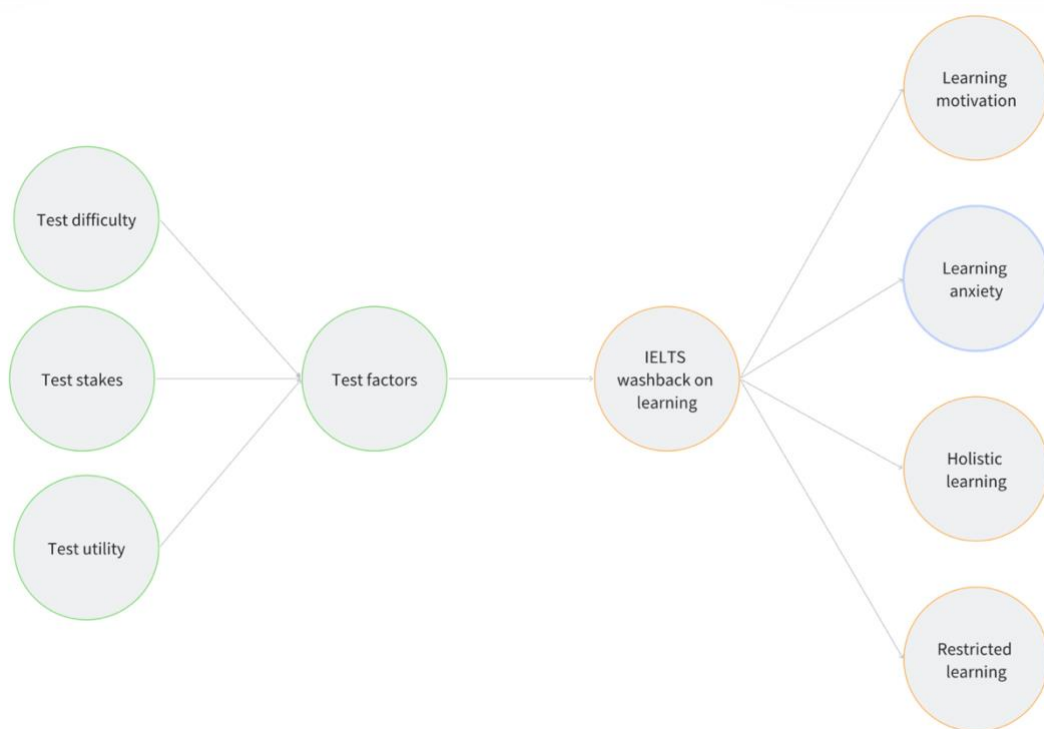 Test difficulty
Test stakes
Test utility
Test factors
IELTS
washback on
learning
Learning
motivation
Learning
anxiety
Holistic
learning
Restricted
learning